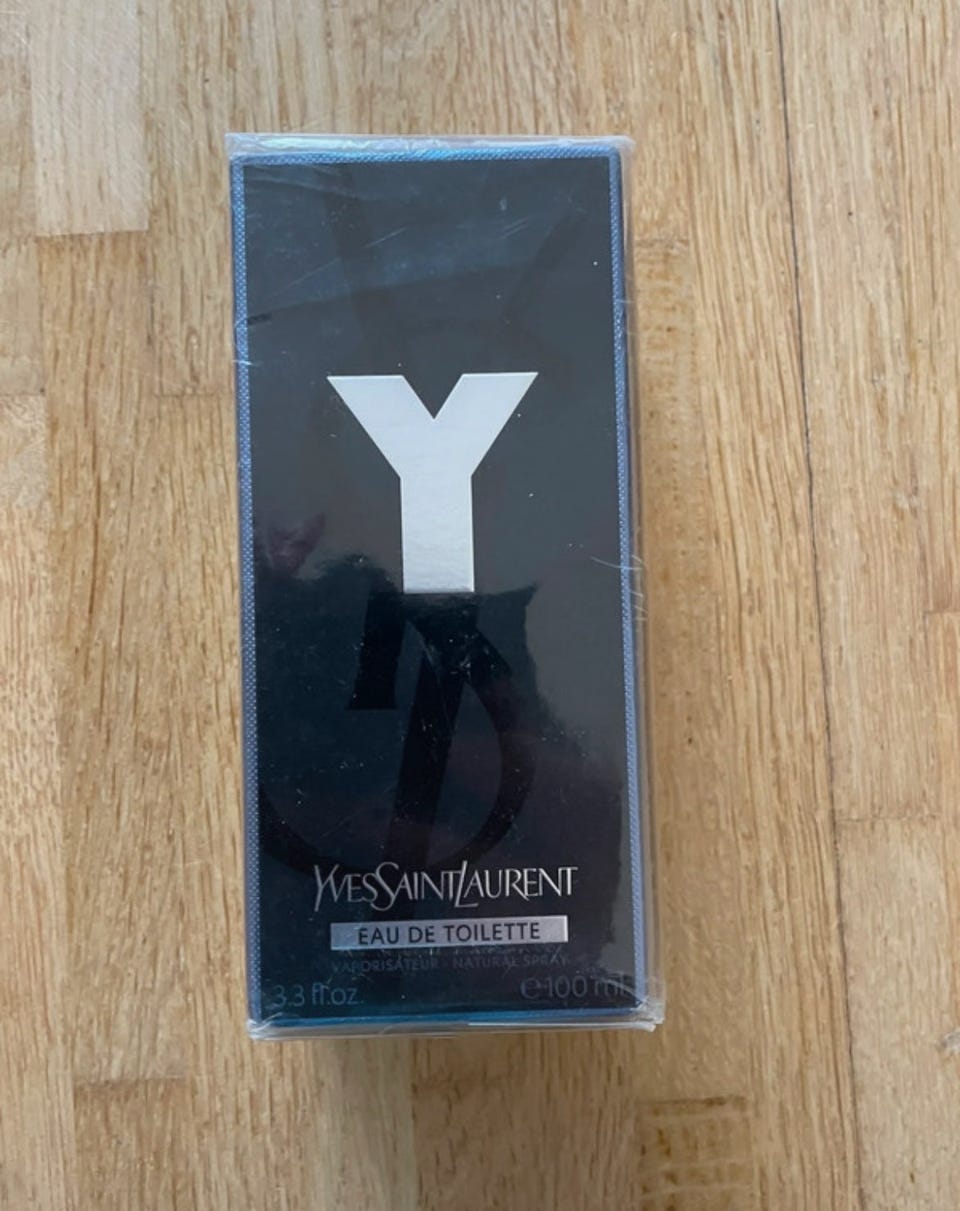 Y
YVESSAINTLAURENT
EAU DE TOILETTE
VAPORISATEUR - NATURAL SPRAY
3.3 fl.oz. ℮100 ml